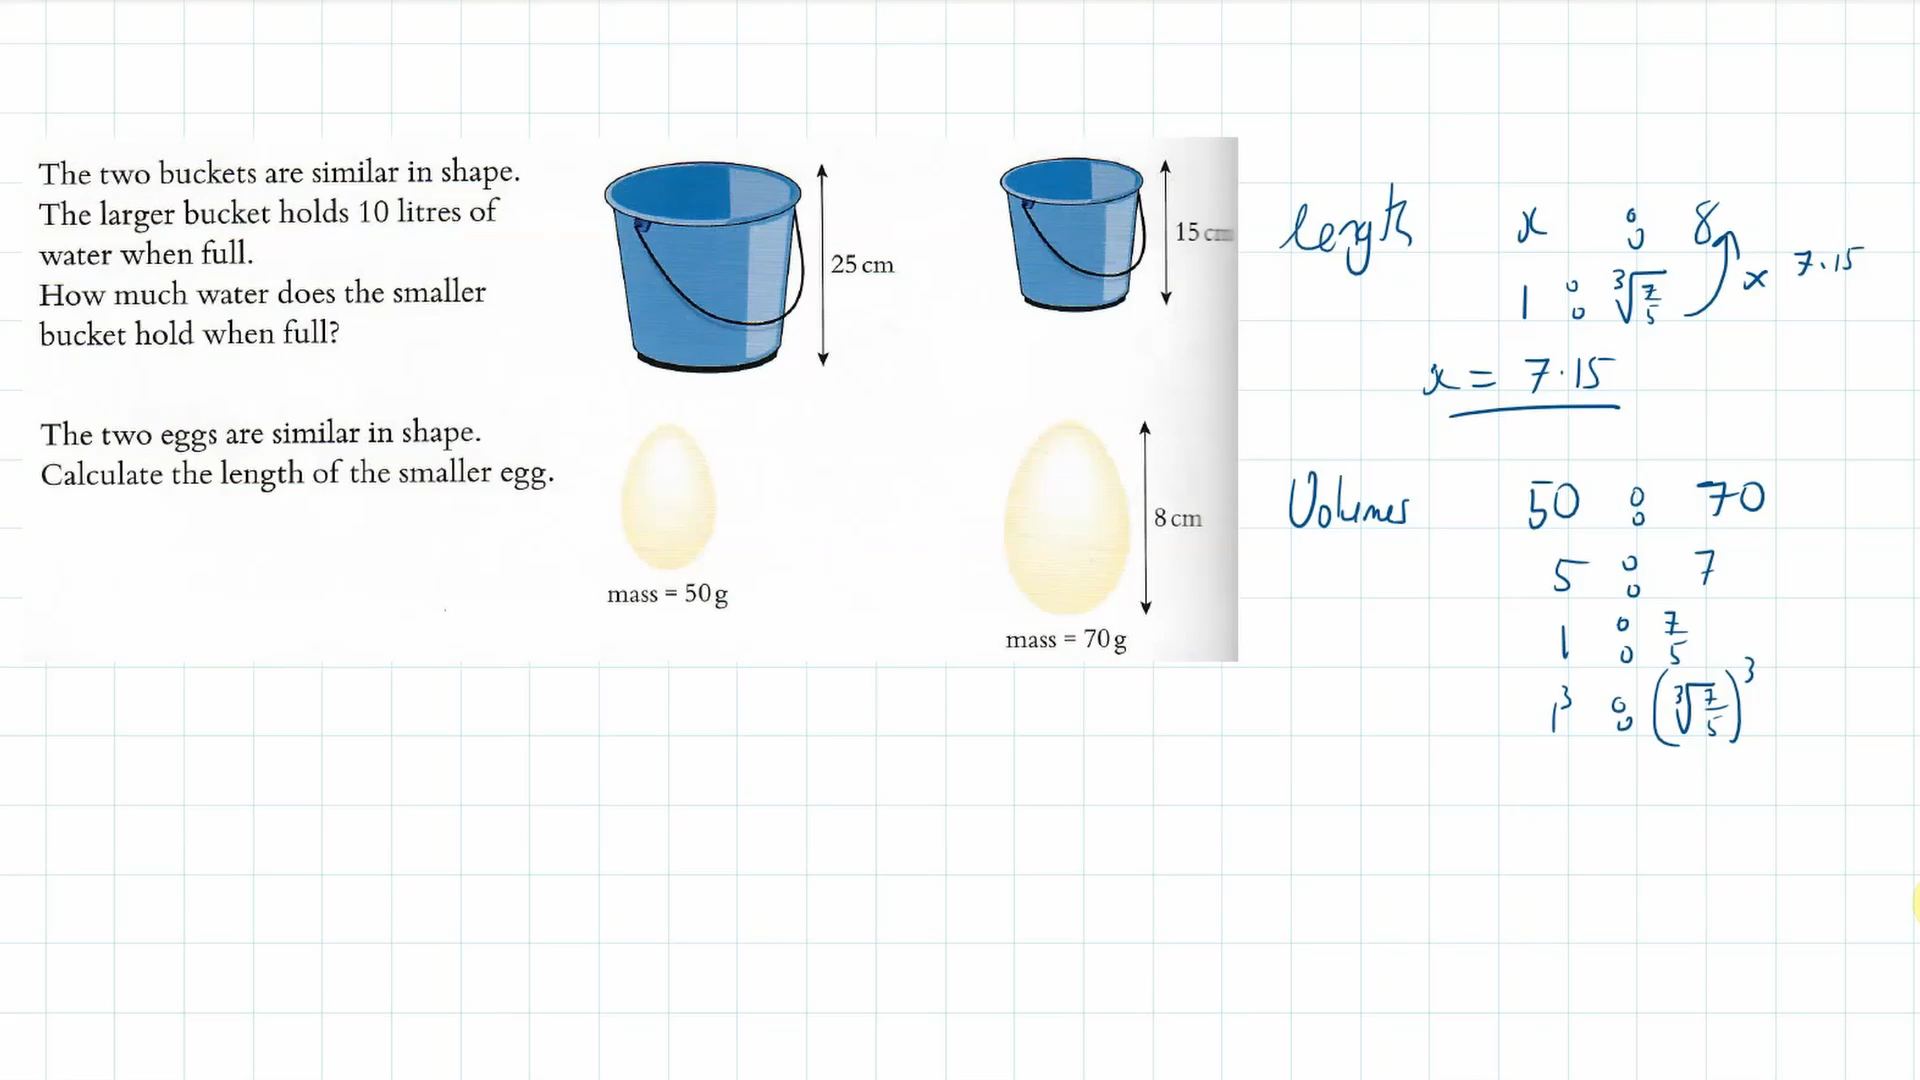 The two buckets are similar in shape.
The larger bucket holds 10 litres of
water when full.
How much water does the smaller
bucket hold when full?
25 cm
15 cm
The two eggs are similar in shape.
Calculate the length of the smaller egg.
mass = 50 g
8 cm
mass = 70 g
length x : 8
1 : ∛(7/5) × 7.15
x = 7.15
Volumes 50 : 70
5 : 7
1 : 7/5
1³ : (∛(7/5))³